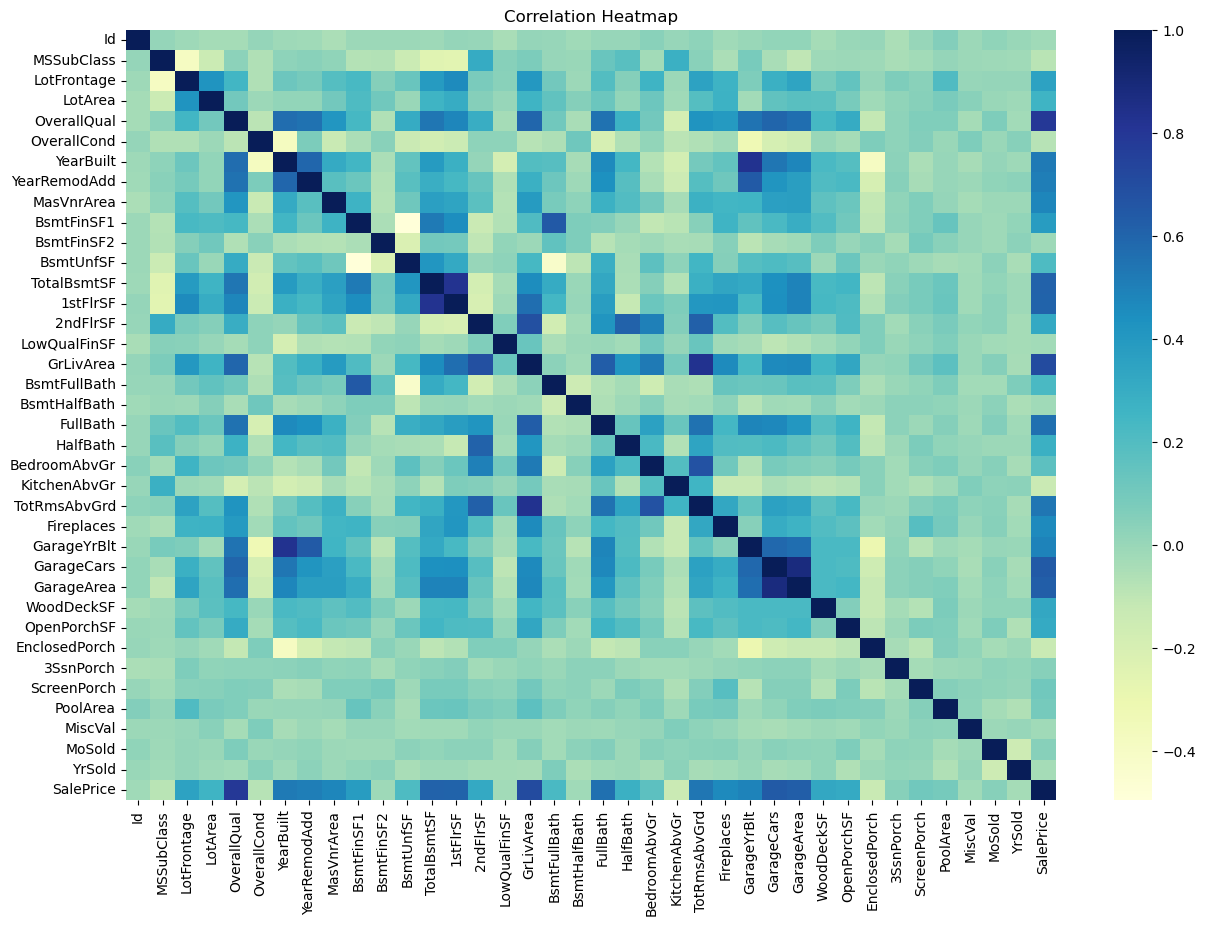 Correlation Heatmap
Id
MSSubClass
LotFrontage
LotArea
OverallQual
OverallCond
YearBuilt
YearRemodAdd
MasVnrArea
BsmtFinSF1
BsmtFinSF2
BsmtUnfSF
TotalBsmtSF
1stFlrSF
2ndFlrSF
LowQualFinSF
GrLivArea
BsmtFullBath
BsmtHalfBath
FullBath
HalfBath
BedroomAbvGr
KitchenAbvGr
TotRmsAbvGrd
Fireplaces
GarageYrBlt
GarageCars
GarageArea
WoodDeckSF
OpenPorchSF
EnclosedPorch
3SsnPorch
ScreenPorch
PoolArea
MiscVal
MoSold
YrSold
SalePrice
Id
MSSubClass
LotFrontage
LotArea
OverallQual
OverallCond
YearBuilt
YearRemodAdd
MasVnrArea
BsmtFinSF1
BsmtFinSF2
BsmtUnfSF
TotalBsmtSF
1stFlrSF
2ndFlrSF
LowQualFinSF
GrLivArea
BsmtFullBath
BsmtHalfBath
FullBath
HalfBath
BedroomAbvGr
KitchenAbvGr
TotRmsAbvGrd
Fireplaces
GarageYrBlt
GarageCars
GarageArea
WoodDeckSF
OpenPorchSF
EnclosedPorch
3SsnPorch
ScreenPorch
PoolArea
MiscVal
MoSold
YrSold
SalePrice
1.0
0.8
0.6
0.4
0.2
0.0
−0.2
−0.4